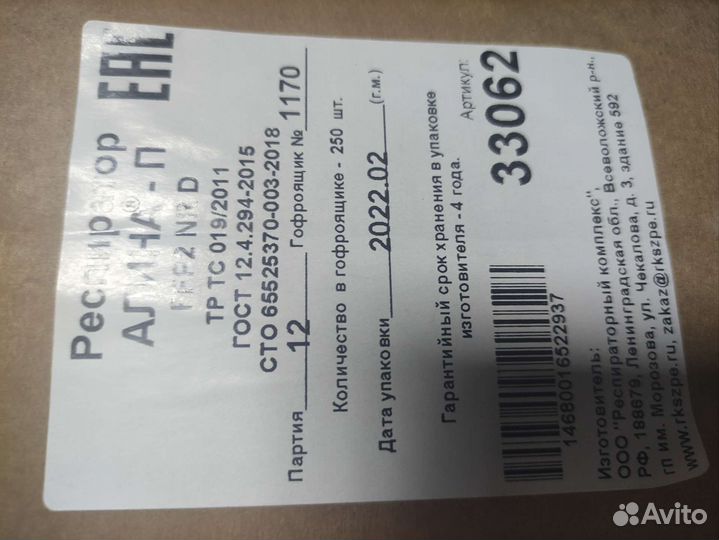 Респиратор
АЛИНА® - П
FFP2 NR D
ЕАС
ТР ТС 019/2011
ГОСТ 12.4.294-2015
СТО 65525370-003-2018
Партия 12 Гофроящик № 1170
Количество в гофроящике - 250 шт.
Дата упаковки 2022.02 (г.м.)
Гарантийный срок хранения в упаковке
изготовителя - 4 года.
Артикул:
33062
14680016522937
Изготовитель:
ООО "Респираторный комплекс",
РФ, 188679, Ленинградская обл., Всеволожский р-н.,
гп им. Морозова, ул. Чекалова, д. 3, здание 592
www.rkszpe.ru, zakaz@rkszpe.ru
Avito